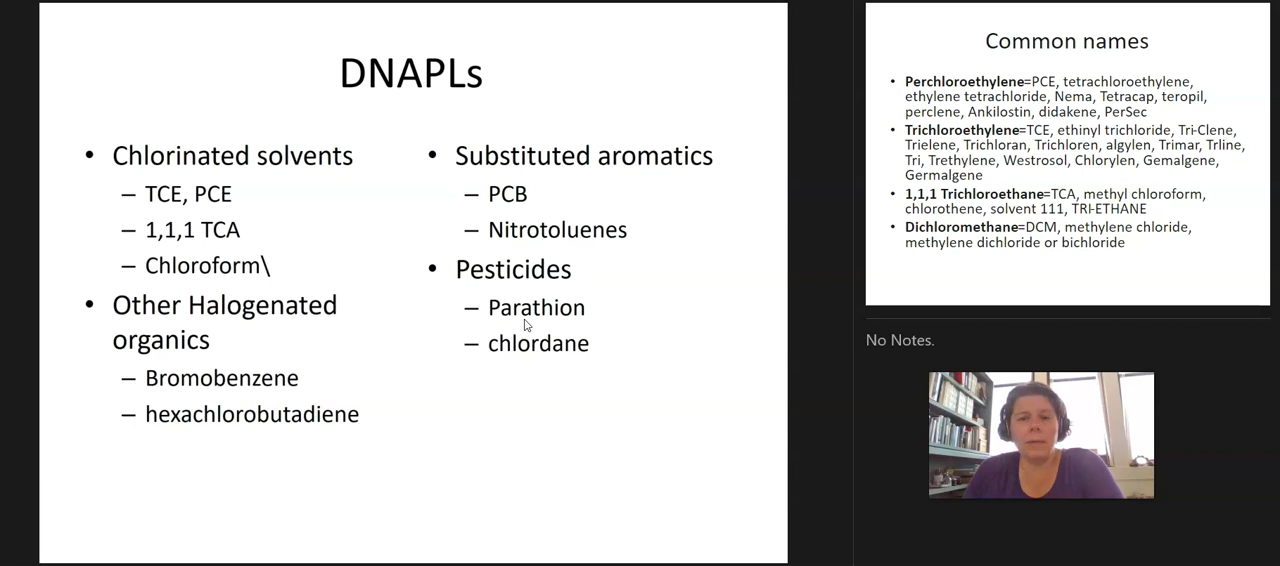 DNAPLs
• Chlorinated solvents
– TCE, PCE
– 1,1,1 TCA
– Chloroform\
• Other Halogenated
organics
– Bromobenzene
– hexachlorobutadiene
• Substituted aromatics
– PCB
– Nitrotoluenes
• Pesticides
– Parathion
– chlordane
Common names
• Perchloroethylene=PCE, tetrachloroethylene,
ethylene tetrachloride, Nema, Tetracap, teropil,
perclene, Ankilostin, didakene, PerSec
• Trichloroethylene=TCE, ethinyl trichloride, Tri-Clene,
Trielene, Trichloran, Trichloren, algylen, Trimar, Trline,
Tri, Trethylene, Westrosol, Chlorylen, Gemalgene,
Germalgene
• 1,1,1 Trichloroethane=TCA, methyl chloroform,
chlorothene, solvent 111, TRI-ETHANE
• Dichloromethane=DCM, methylene chloride,
methylene dichloride or bichloride
No Notes.